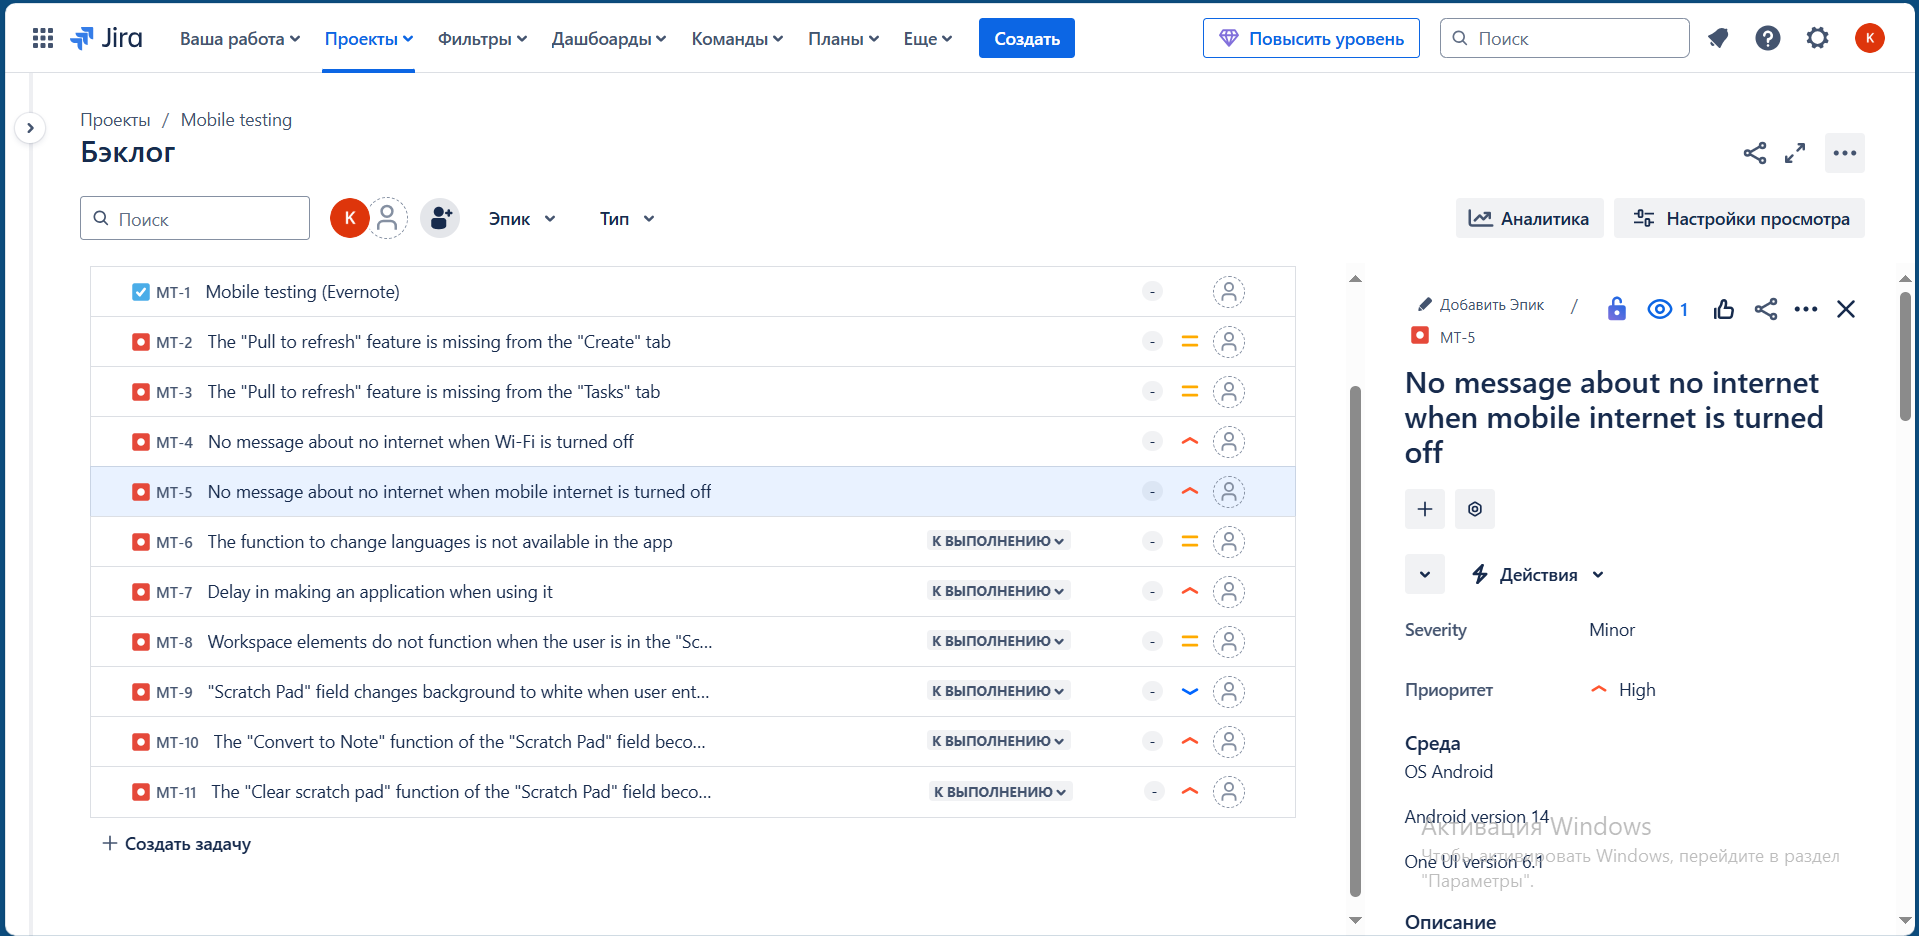 Jira Ваша работа Проекты Фильтры Дашборды Команды Планы Еще Создать Повысить уровень Поиск K
Проекты / Mobile testing
Бэклог
Поиск K Эпик Тип Аналитика Настройки просмотра
MT-1 Mobile testing (Evernote) -
MT-2 The "Pull to refresh" feature is missing from the "Create" tab -
MT-3 The "Pull to refresh" feature is missing from the "Tasks" tab -
MT-4 No message about no internet when Wi-Fi is turned off -
MT-5 No message about no internet when mobile internet is turned off -
MT-6 The function to change languages is not available in the app К ВЫПОЛНЕНИЮ -
MT-7 Delay in making an application when using it К ВЫПОЛНЕНИЮ -
MT-8 Workspace elements do not function when the user is in the "Sc... К ВЫПОЛНЕНИЮ -
MT-9 "Scratch Pad" field changes background to white when user ent... К ВЫПОЛНЕНИЮ -
MT-10 The "Convert to Note" function of the "Scratch Pad" field beco... К ВЫПОЛНЕНИЮ -
MT-11 The "Clear scratch pad" function of the "Scratch Pad" field beco... К ВЫПОЛНЕНИЮ -
+ Создать задачу
Добавить Эпик / 1
MT-5
No message about no internet
when mobile internet is turned
off
Действия
Severity Minor
Приоритет High
Среда
OS Android
Android version 14
One UI version 6.1
Описание
Активация Windows
Чтобы активировать Windows, перейдите в раздел
"Параметры".